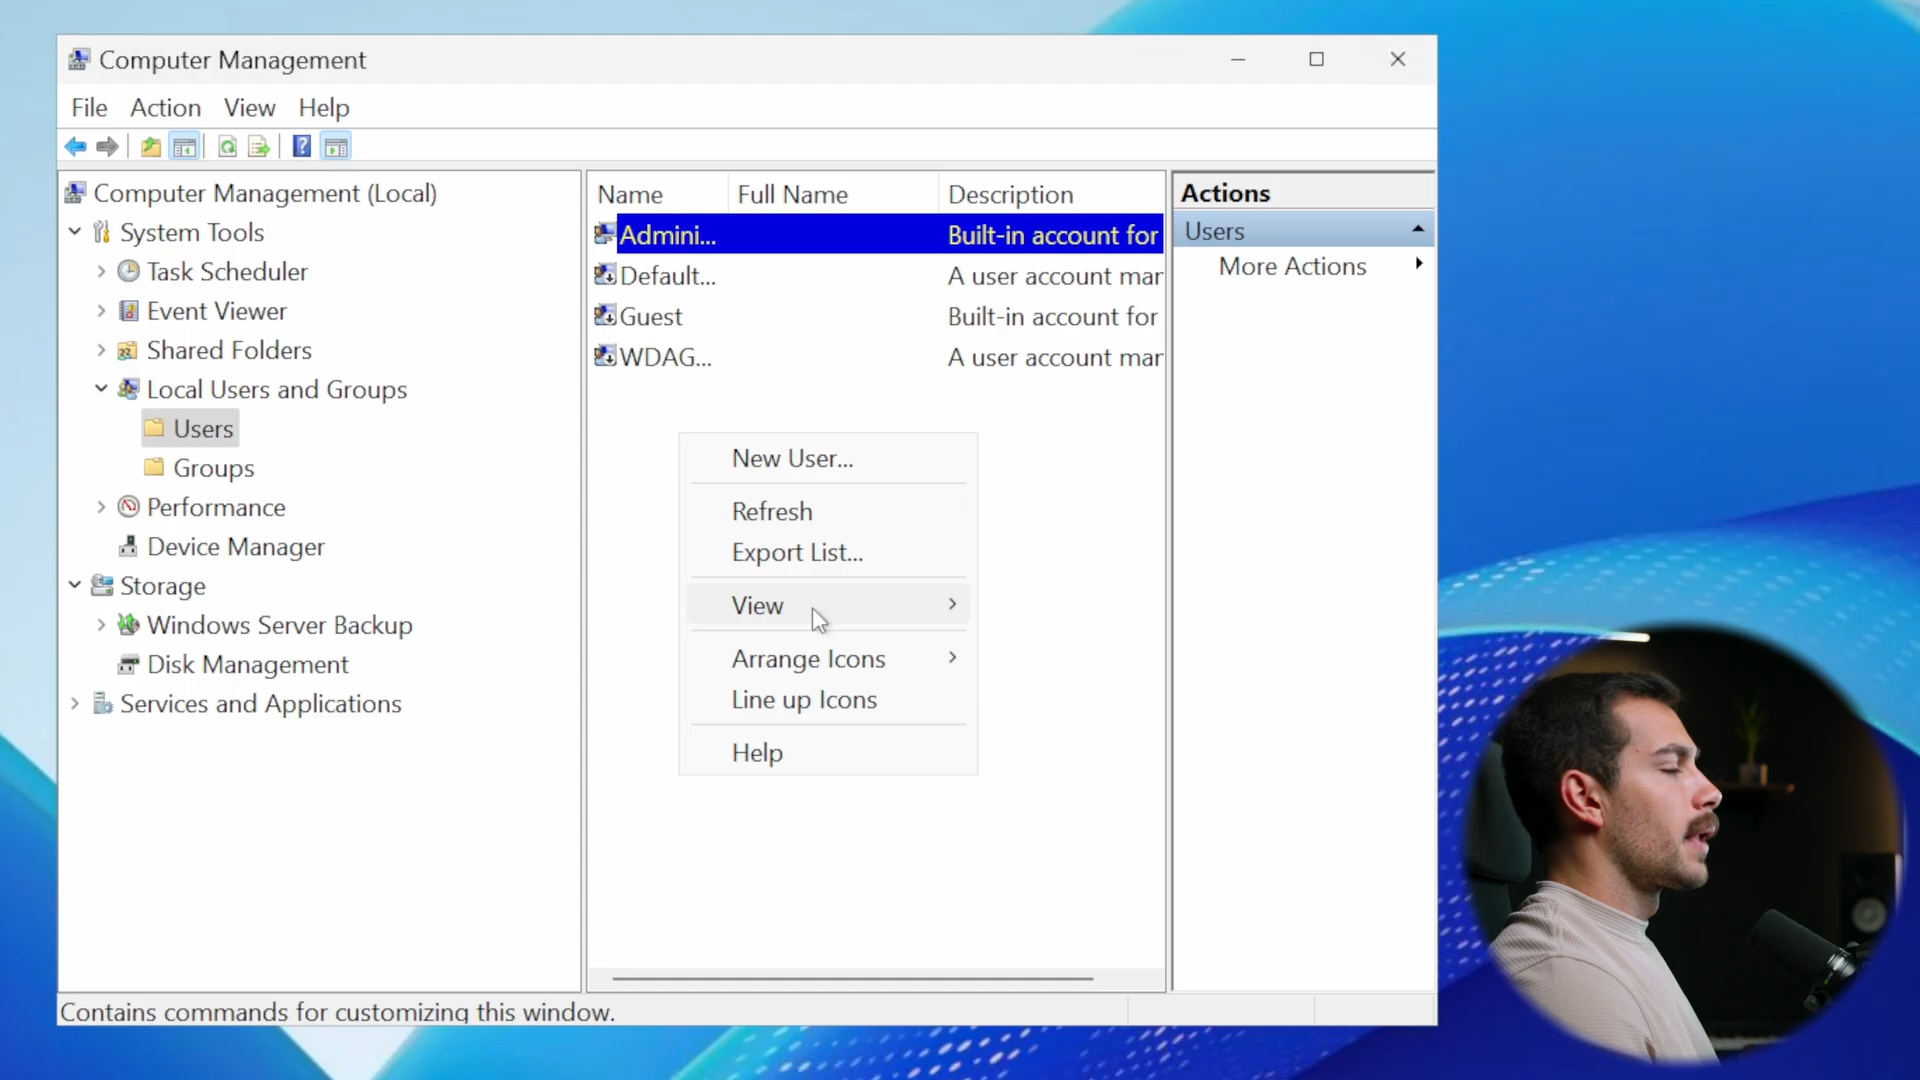 Computer Management
File Action View Help
Computer Management (Local)
System Tools
Task Scheduler
Event Viewer
Shared Folders
Local Users and Groups
Users
Groups
Performance
Device Manager
Storage
Windows Server Backup
Disk Management
Services and Applications
Name Full Name Description
Admini... Built-in account for
Default... A user account mar
Guest Built-in account for
WDAG... A user account mar
New User...
Refresh
Export List...
View
Arrange Icons
Line up Icons
Help
Actions
Users
More Actions
Contains commands for customizing this window.